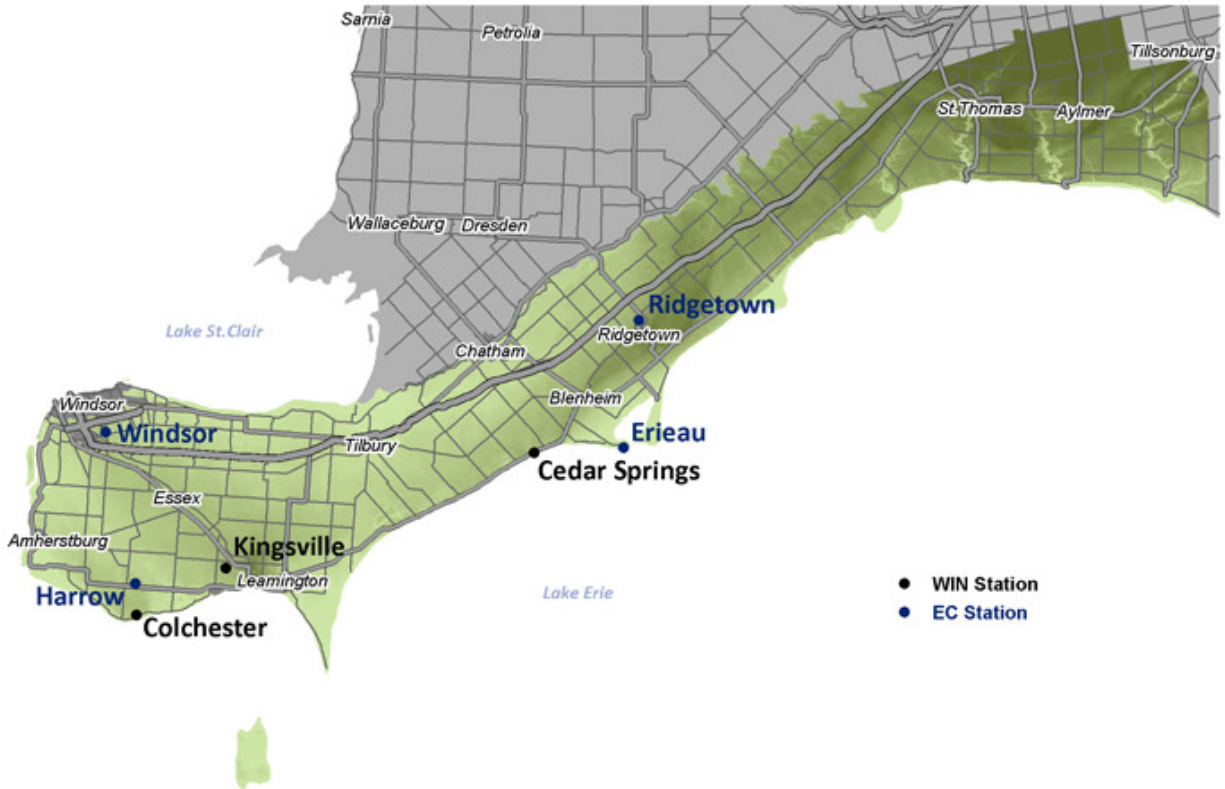 Sarnia
Petrolia
Tillsonburg
St.Thomas
Aylmer
Wallaceburg
Dresden
Ridgetown
Lake St.Clair
Ridgetown
Chatham
Blenheim
Windsor
Windsor
Erieau
Tilbury
Cedar Springs
Essex
Amherstburg
Kingsville
Leamington
Harrow
Lake Erie
WIN Station
EC Station
Colchester